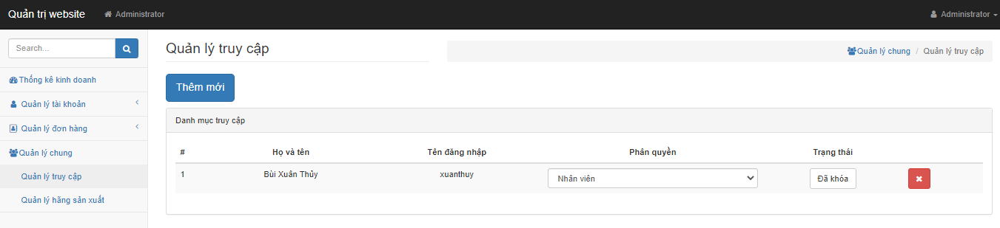 Quản trị website
Administrator
Administrator
Search...
Thống kê kinh doanh
Quản lý tài khoản
Quản lý đơn hàng
Quản lý chung
Quản lý truy cập
Quản lý hãng sản xuất
Quản lý truy cập
Quản lý chung / Quản lý truy cập
Thêm mới
Danh mục truy cập
# Họ và tên Tên đăng nhập Phân quyền Trạng thái
1 Bùi Xuân Thủy xuanthuy Nhân viên Đã khóa